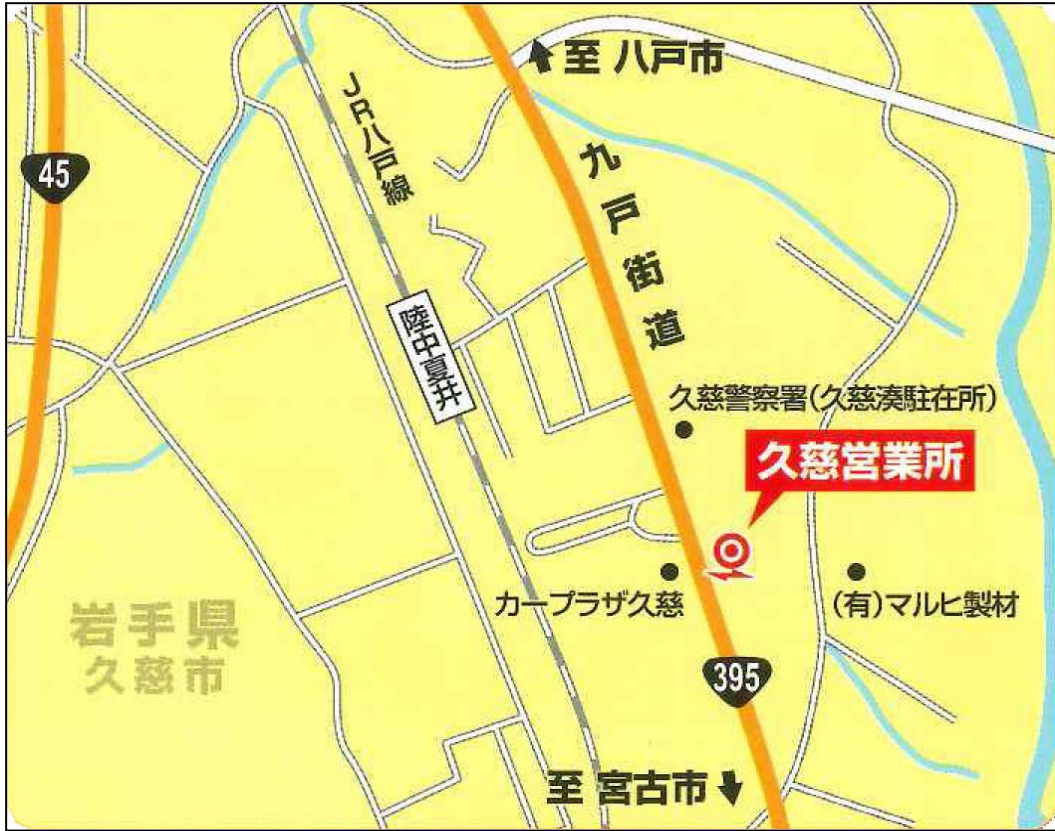 至 八戸市
JR八戸線
45
九戸街道
陸中夏井
久慈警察署(久慈湊駐在所)
久慈営業所
カープラザ久慈
(有)マルヒ製材
岩手県
久慈市
395
至 宮古市